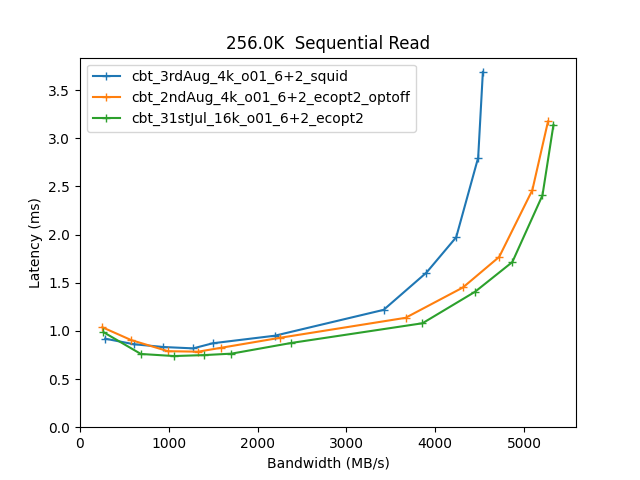 256.0K  Sequential Read
cbt_3rdAug_4k_o01_6+2_squid
cbt_2ndAug_4k_o01_6+2_ecopt2_optoff
cbt_31stJul_16k_o01_6+2_ecopt2
Latency (ms)
3.5
3.0
2.5
2.0
1.5
1.0
0.5
0.0
0 1000 2000 3000 4000 5000
Bandwidth (MB/s)